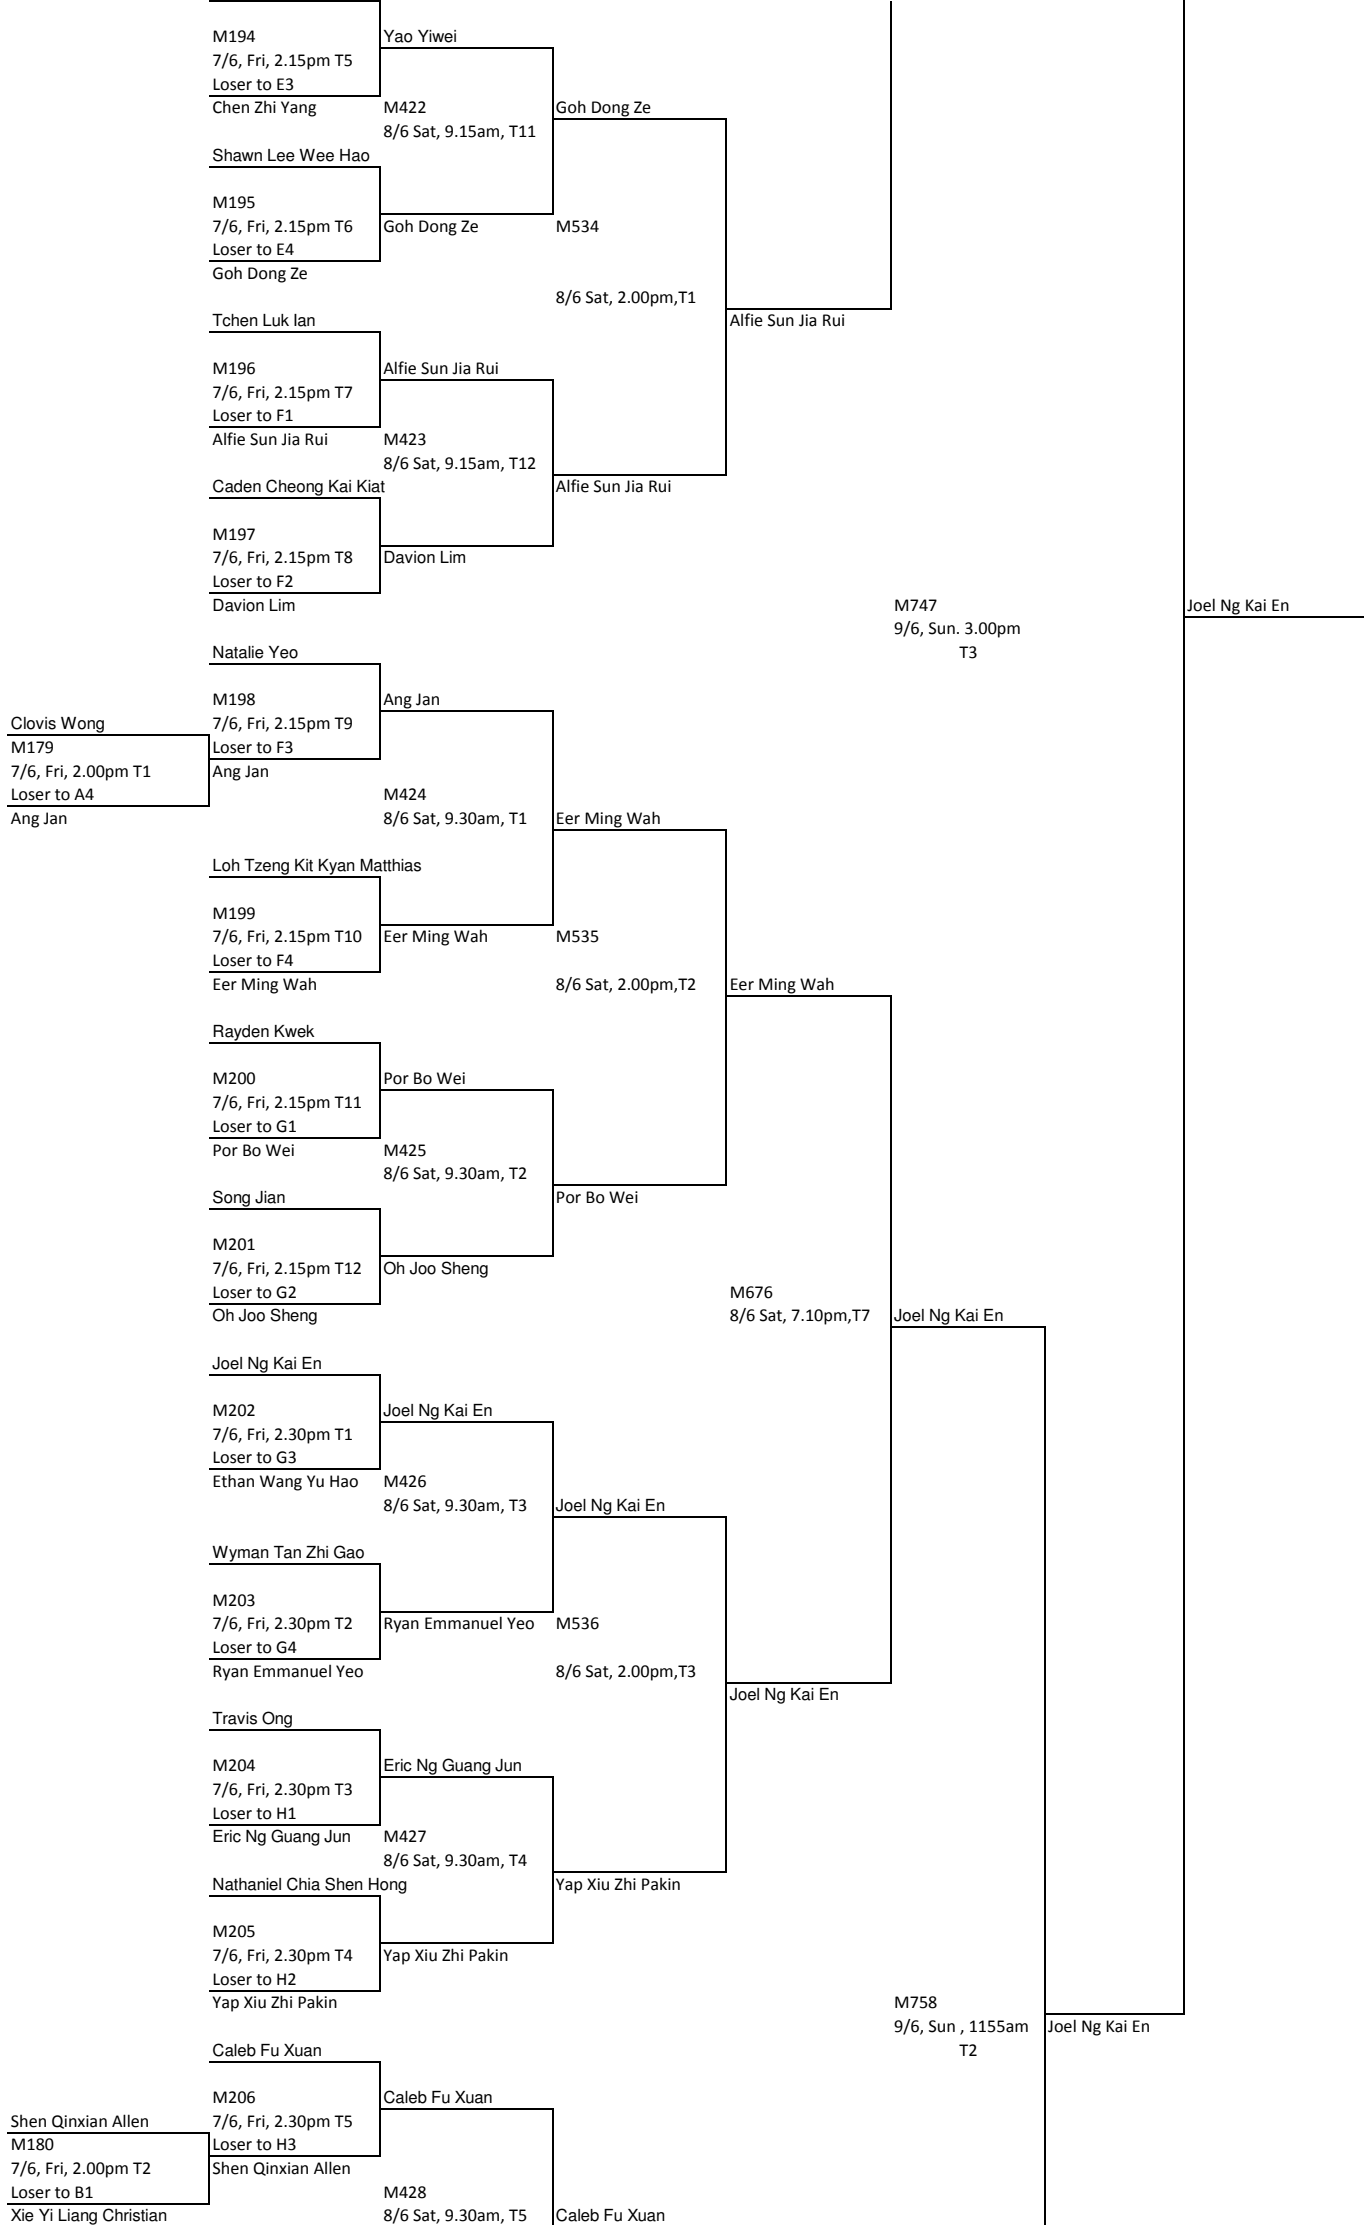 M194
Yao Yiwei
7/6, Fri, 2.15pm T5
Loser to E3
Chen Zhi Yang
M422
Goh Dong Ze
8/6 Sat, 9.15am, T11
Shawn Lee Wee Hao
M195
7/6, Fri, 2.15pm T6
Goh Dong Ze
M534
Loser to E4
Goh Dong Ze
8/6 Sat, 2.00pm,T1
Tchen Luk Ian
Alfie Sun Jia Rui
M196
Alfie Sun Jia Rui
7/6, Fri, 2.15pm T7
Loser to F1
Alfie Sun Jia Rui
M423
8/6 Sat, 9.15am, T12
Caden Cheong Kai Kiat
Alfie Sun Jia Rui
M197
7/6, Fri, 2.15pm T8
Davion Lim
Loser to F2
Davion Lim
M747
Joel Ng Kai En
9/6, Sun. 3.00pm
T3
Natalie Yeo
M198
Ang Jan
Clovis Wong
7/6, Fri, 2.15pm T9
M179
Loser to F3
7/6, Fri, 2.00pm T1
Ang Jan
Loser to A4
M424
Ang Jan
8/6 Sat, 9.30am, T1
Eer Ming Wah
Loh Tzeng Kit Kyan Matthias
M199
7/6, Fri, 2.15pm T10
Eer Ming Wah
M535
Loser to F4
Eer Ming Wah
8/6 Sat, 2.00pm,T2
Eer Ming Wah
Rayden Kwek
M200
Por Bo Wei
7/6, Fri, 2.15pm T11
Loser to G1
Por Bo Wei
M425
8/6 Sat, 9.30am, T2
Song Jian
Por Bo Wei
M201
7/6, Fri, 2.15pm T12
Oh Joo Sheng
Loser to G2
M676
Oh Joo Sheng
8/6 Sat, 7.10pm,T7
Joel Ng Kai En
Joel Ng Kai En
M202
Joel Ng Kai En
7/6, Fri, 2.30pm T1
Loser to G3
Ethan Wang Yu Hao
M426
8/6 Sat, 9.30am, T3
Joel Ng Kai En
Wyman Tan Zhi Gao
M203
7/6, Fri, 2.30pm T2
Ryan Emmanuel Yeo
M536
Loser to G4
Ryan Emmanuel Yeo
8/6 Sat, 2.00pm,T3
Joel Ng Kai En
Travis Ong
M204
Eric Ng Guang Jun
7/6, Fri, 2.30pm T3
Loser to H1
Eric Ng Guang Jun
M427
8/6 Sat, 9.30am, T4
Nathaniel Chia Shen Hong
Yap Xiu Zhi Pakin
M205
7/6, Fri, 2.30pm T4
Yap Xiu Zhi Pakin
Loser to H2
Yap Xiu Zhi Pakin
M758
9/6, Sun , 1155am
Joel Ng Kai En
T2
Caleb Fu Xuan
M206
Caleb Fu Xuan
Shen Qinxian Allen
7/6, Fri, 2.30pm T5
M180
Loser to H3
7/6, Fri, 2.00pm T2
Shen Qinxian Allen
Loser to B1
M428
Xie Yi Liang Christian
8/6 Sat, 9.30am, T5
Caleb Fu Xuan